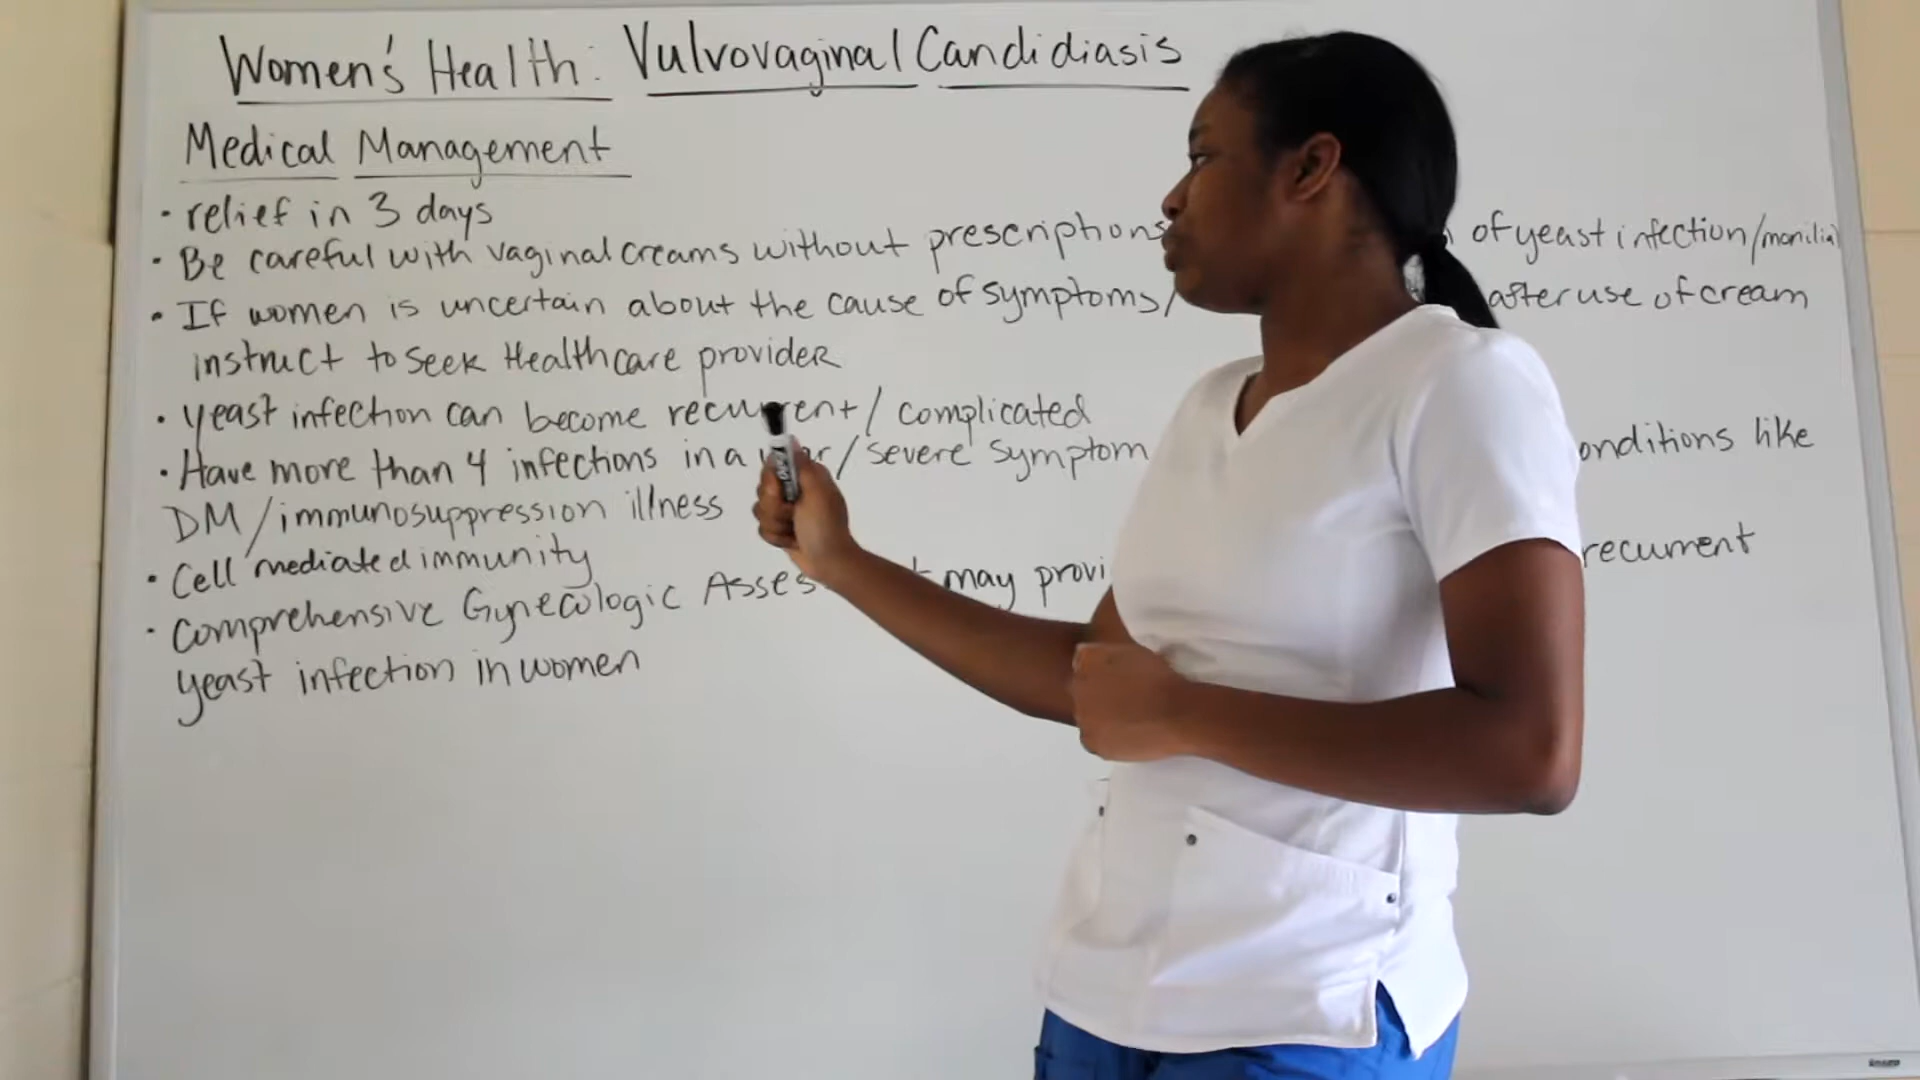 Women's Health: Vulvovaginal Candidiasis
Medical Management
• relief in 3 days
• Be careful with vaginal creams without prescriptions of yeast infection/monilia
• If women is uncertain about the cause of symptoms/ after use of cream
instruct to seek Healthcare provider
• yeast infection can become recurrent/complicated
• Have more than 4 infections in a /severe symptom onditions like
DM/immunosuppression illness
• Cell mediated immunity recurrent
• Comprehensive Gynecologic Asses may provi
yeast infection in women